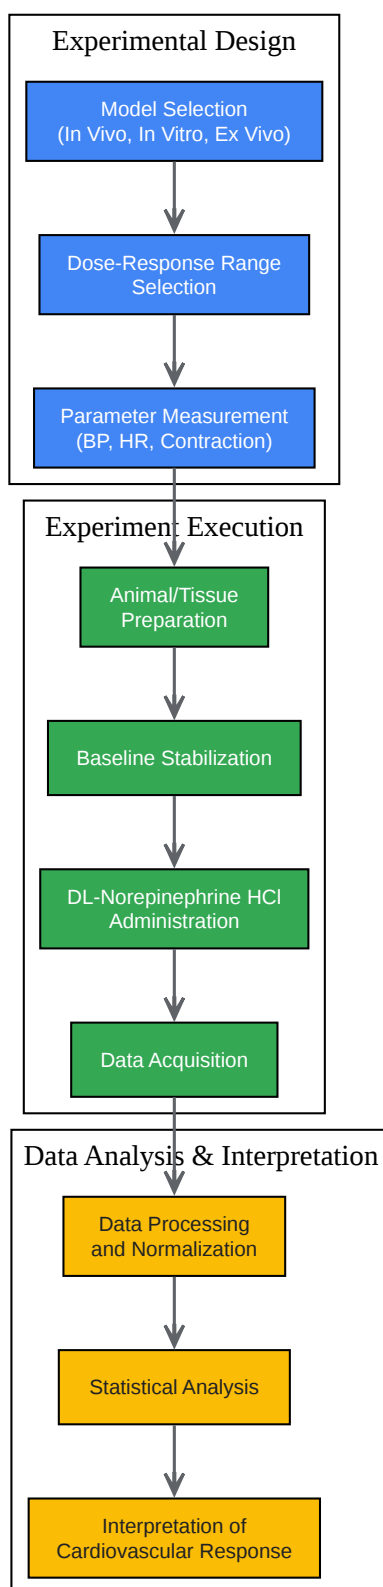 Experimental Design
Model Selection
(In Vivo, In Vitro, Ex Vivo)
Dose-Response Range
Selection
Parameter Measurement
(BP, HR, Contraction)
Experiment Execution
Animal/Tissue
Preparation
Baseline Stabilization
DL-Norepinephrine HCl
Administration
Data Acquisition
Data Analysis & Interpretation
Data Processing
and Normalization
Statistical Analysis
Interpretation of
Cardiovascular Response